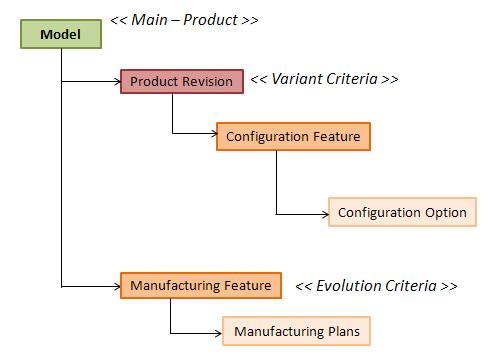 << Main – Product >>
Model
Product Revision
<< Variant Criteria >>
Configuration Feature
Configuration Option
Manufacturing Feature
<< Evolution Criteria >>
Manufacturing Plans